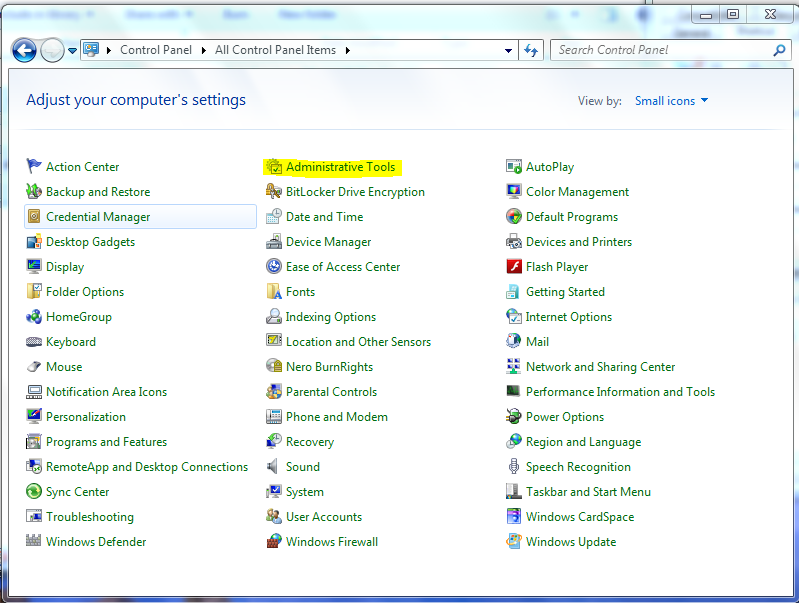 Control Panel ▸ All Control Panel Items ▸
Search Control Panel
Adjust your computer's settings
View by: Small icons
Action Center
Administrative Tools
AutoPlay
Backup and Restore
BitLocker Drive Encryption
Color Management
Credential Manager
Date and Time
Default Programs
Desktop Gadgets
Device Manager
Devices and Printers
Display
Ease of Access Center
Flash Player
Folder Options
Fonts
Getting Started
HomeGroup
Indexing Options
Internet Options
Keyboard
Location and Other Sensors
Mail
Mouse
Nero BurnRights
Network and Sharing Center
Notification Area Icons
Parental Controls
Performance Information and Tools
Personalization
Phone and Modem
Power Options
Programs and Features
Recovery
Region and Language
RemoteApp and Desktop Connections
Sound
Speech Recognition
Sync Center
System
Taskbar and Start Menu
Troubleshooting
User Accounts
Windows CardSpace
Windows Defender
Windows Firewall
Windows Update